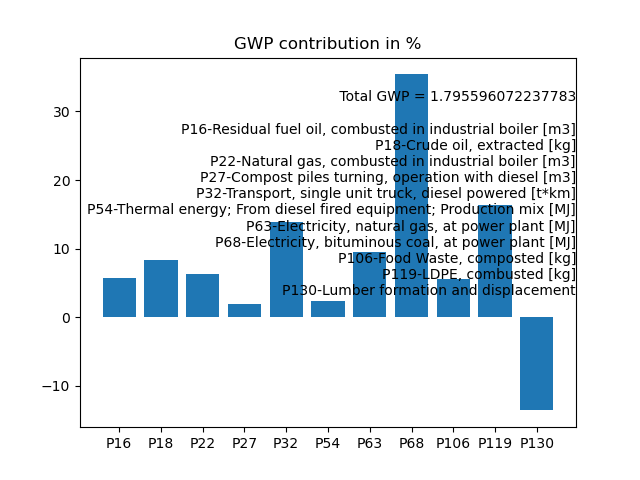 GWP contribution in %
Total GWP = 1.795596072237783
P16-Residual fuel oil, combusted in industrial boiler [m3]
P18-Crude oil, extracted [kg]
P22-Natural gas, combusted in industrial boiler [m3]
P27-Compost piles turning, operation with diesel [m3]
P32-Transport, single unit truck, diesel powered [t*km]
P54-Thermal energy; From diesel fired equipment; Production mix [MJ]
P63-Electricity, natural gas, at power plant [MJ]
P68-Electricity, bituminous coal, at power plant [MJ]
P106-Food Waste, composted [kg]
P119-LDPE, combusted [kg]
P130-Lumber formation and displacement
30
20
10
0
−10
P16 P18 P22 P27 P32 P54 P63 P68 P106 P119 P130